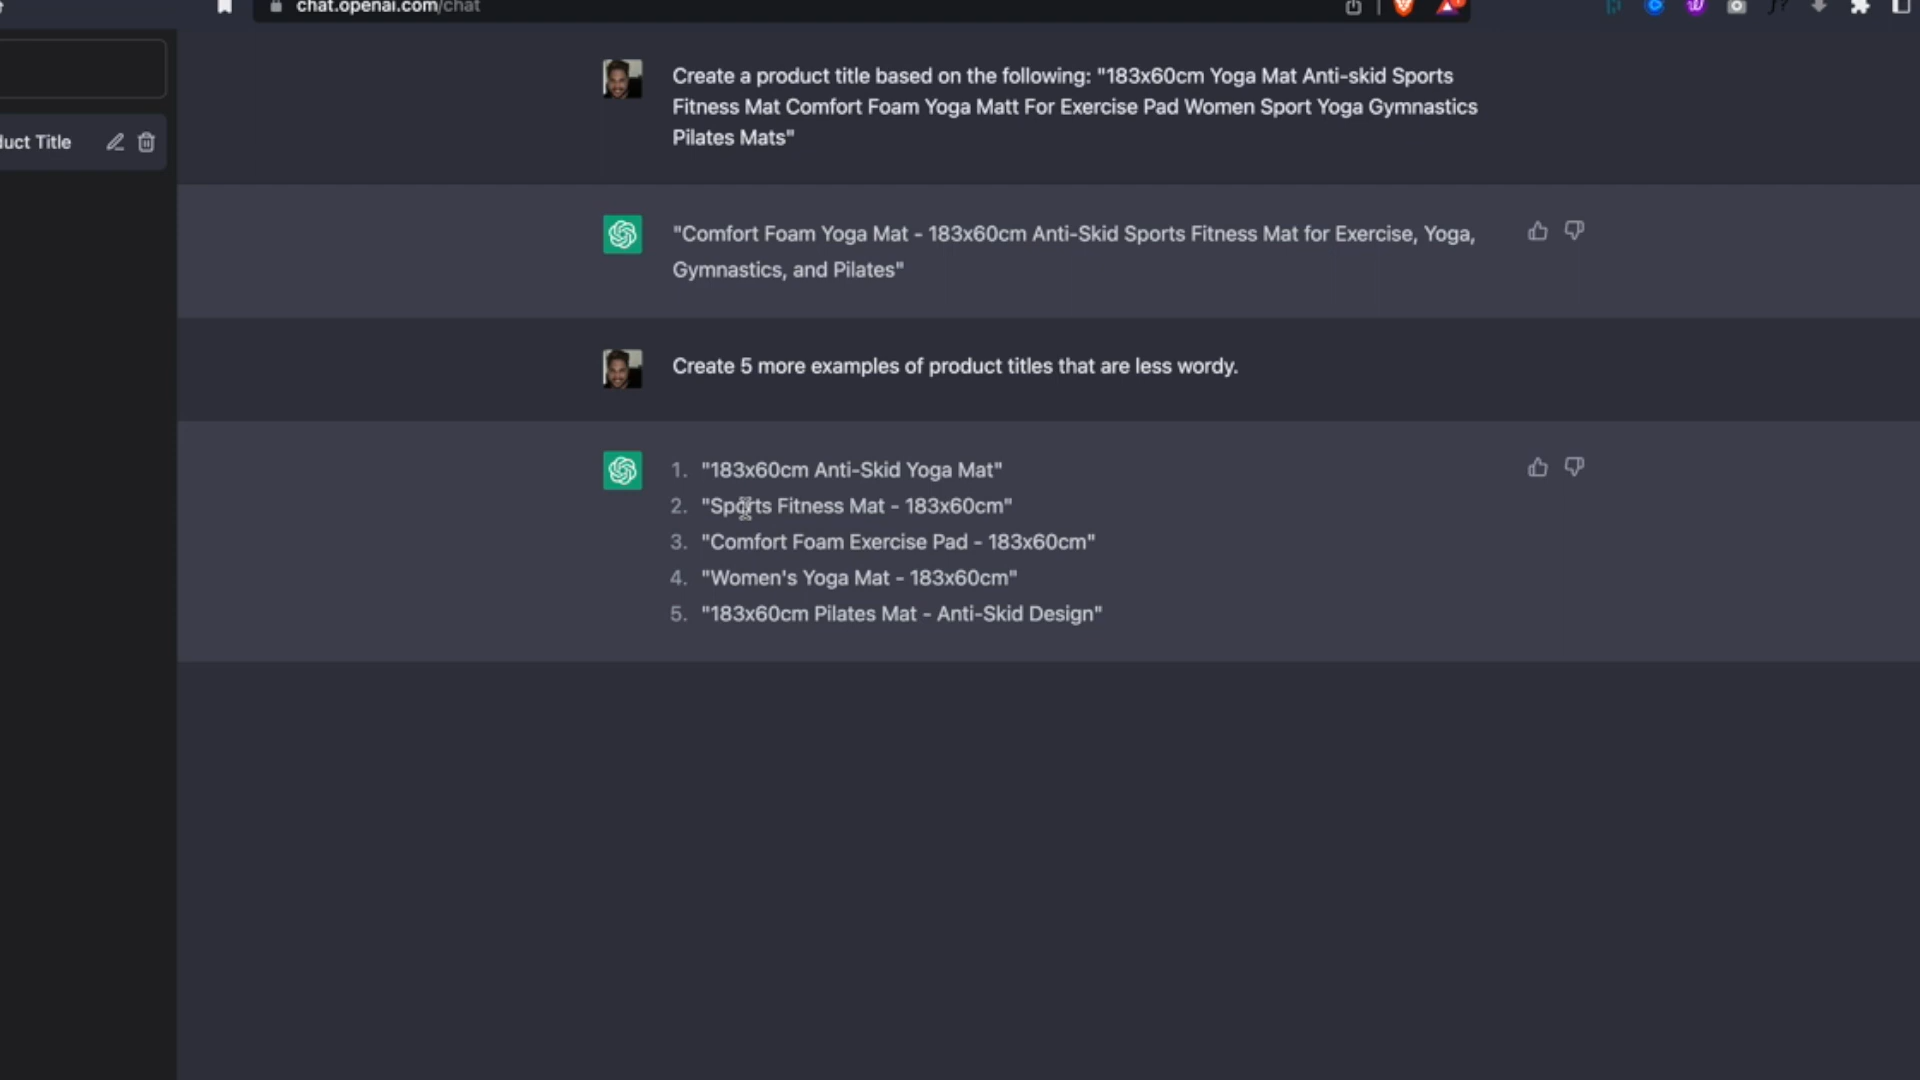 chat.openai.com/chat
Create a product title based on the following: "183x60cm Yoga Mat Anti-skid Sports
Fitness Mat Comfort Foam Yoga Matt For Exercise Pad Women Sport Yoga Gymnastics
Pilates Mats"
duct Title
"Comfort Foam Yoga Mat - 183x60cm Anti-Skid Sports Fitness Mat for Exercise, Yoga,
Gymnastics, and Pilates"
Create 5 more examples of product titles that are less wordy.
1. "183x60cm Anti-Skid Yoga Mat"
2. "Sports Fitness Mat - 183x60cm"
3. "Comfort Foam Exercise Pad - 183x60cm"
4. "Women's Yoga Mat - 183x60cm"
5. "183x60cm Pilates Mat - Anti-Skid Design"